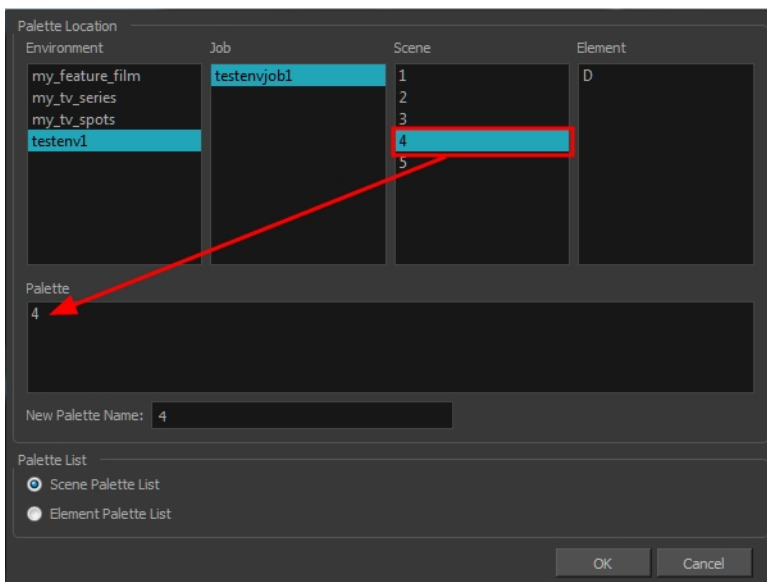 Palette Location
Environment Job Scene Element
my_feature_film testenvjob1 1 D
my_tv_series 2
my_tv_spots 3
testenv1 4
5
Palette
4
New Palette Name: 4
Palette List
Scene Palette List
Element Palette List
OK Cancel